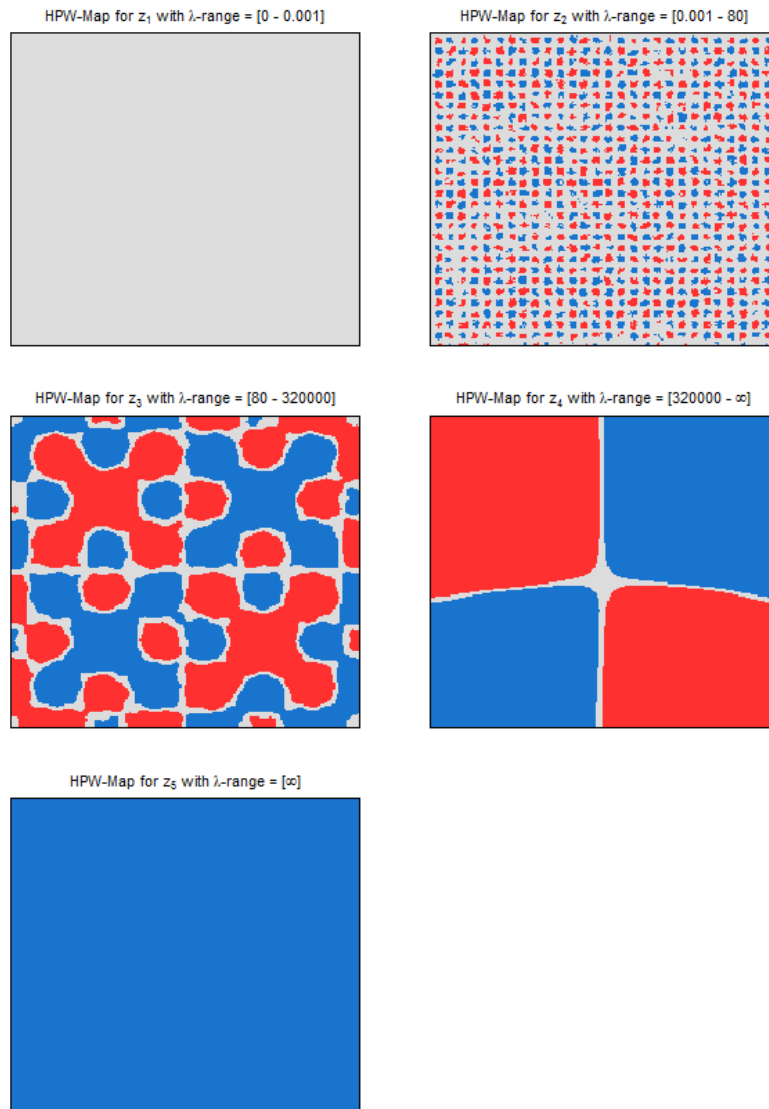 HPW-Map for z₁ with λ-range = [0 - 0.001]
HPW-Map for z₂ with λ-range = [0.001 - 80]
HPW-Map for z₃ with λ-range = [80 - 320000]
HPW-Map for z₄ with λ-range = [320000 - ∞]
HPW-Map for z₅ with λ-range = [∞]